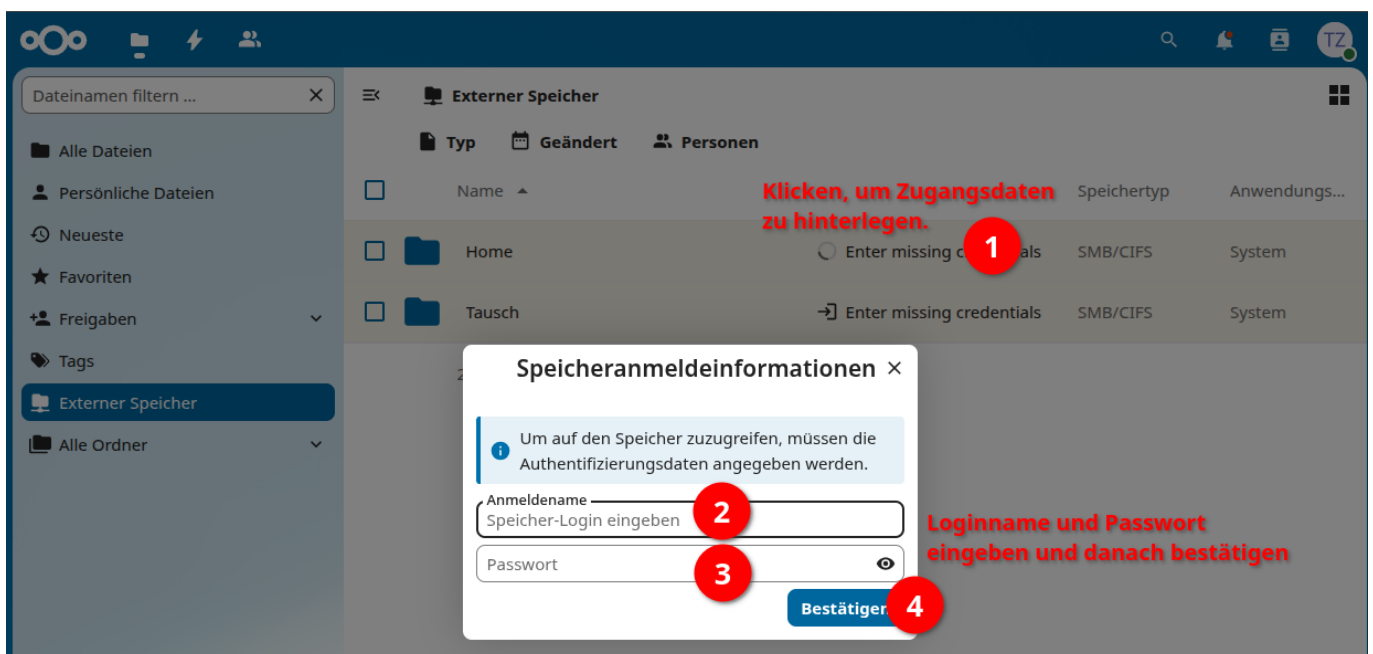 TZ
Dateinamen filtern ...
Externer Speicher
Alle Dateien
Typ Geändert Personen
Persönliche Dateien
Name
Klicken, um Zugangsdaten
zu hinterlegen.
Speichertyp Anwendungs...
Neueste
Home Enter missing 1 SMB/CIFS System
Favoriten
Freigaben
Tausch Enter missing credentials SMB/CIFS System
Tags
Externer Speicher
Alle Ordner
Speicheranmeldeinformationen
Um auf den Speicher zuzugreifen, müssen die
Authentifizierungsdaten angegeben werden.
Anmeldename
Speicher-Login eingeben 2
Passwort 3
Loginname und Passwort
eingeben und danach bestätigen
Bestätigen 4